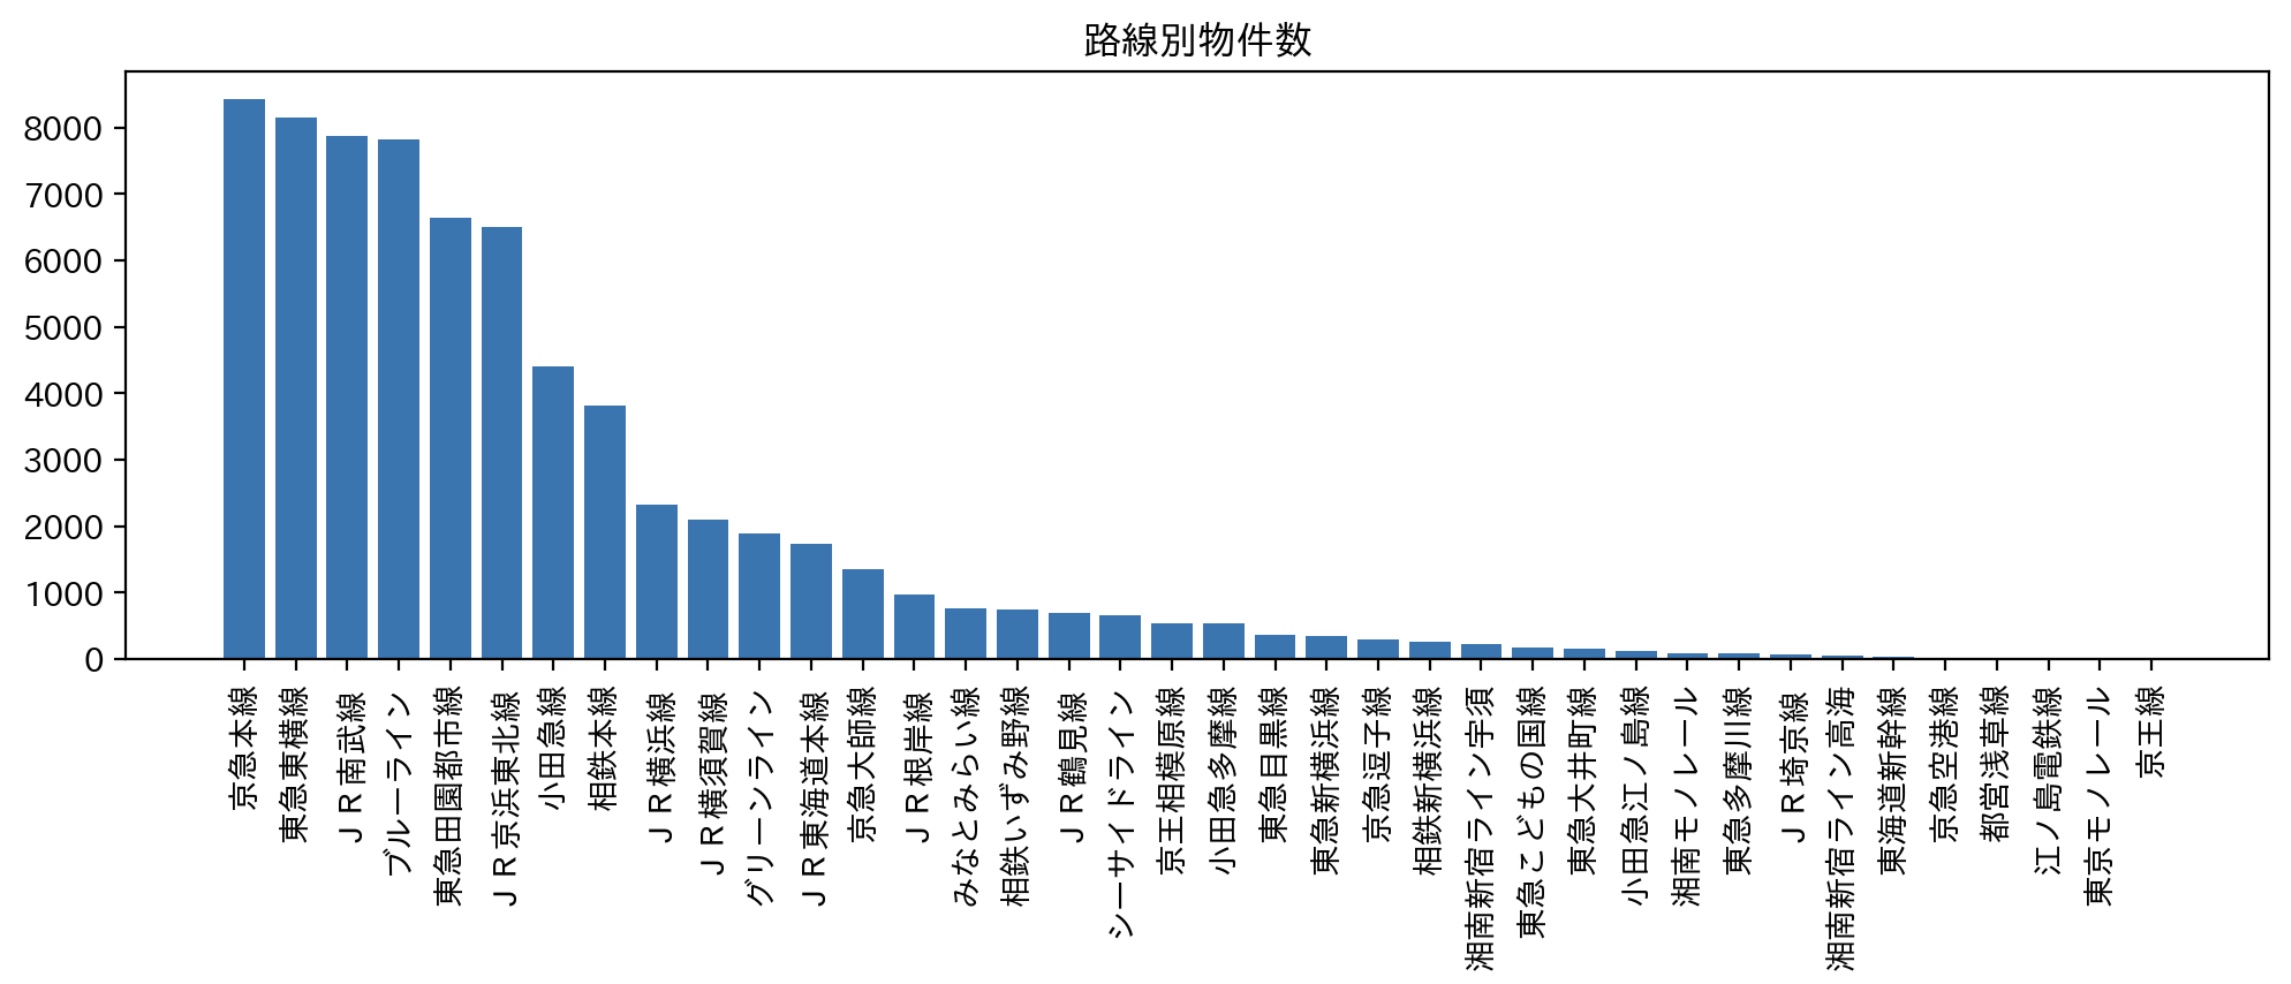 路線別物件数
8000
7000
6000
5000
4000
3000
2000
1000
0
京急本線
東急東横線
ＪＲ南武線
ブルーライン
東急田園都市線
ＪＲ京浜東北線
小田急線
相鉄本線
ＪＲ横浜線
ＪＲ横須賀線
グリーンライン
ＪＲ東海道本線
京急大師線
ＪＲ根岸線
みなとみらい線
相鉄いずみ野線
ＪＲ鶴見線
シーサイドライン
京王相模原線
小田急多摩線
東急目黒線
東急新横浜線
京急逗子線
相鉄新横浜線
湘南新宿ライン宇須
東急こどもの国線
東急大井町線
小田急江ノ島線
湘南モノレール
東急多摩川線
ＪＲ埼京線
湘南新宿ライン高海
東海道新幹線
京急空港線
都営浅草線
江ノ島電鉄線
東京モノレール
京王線